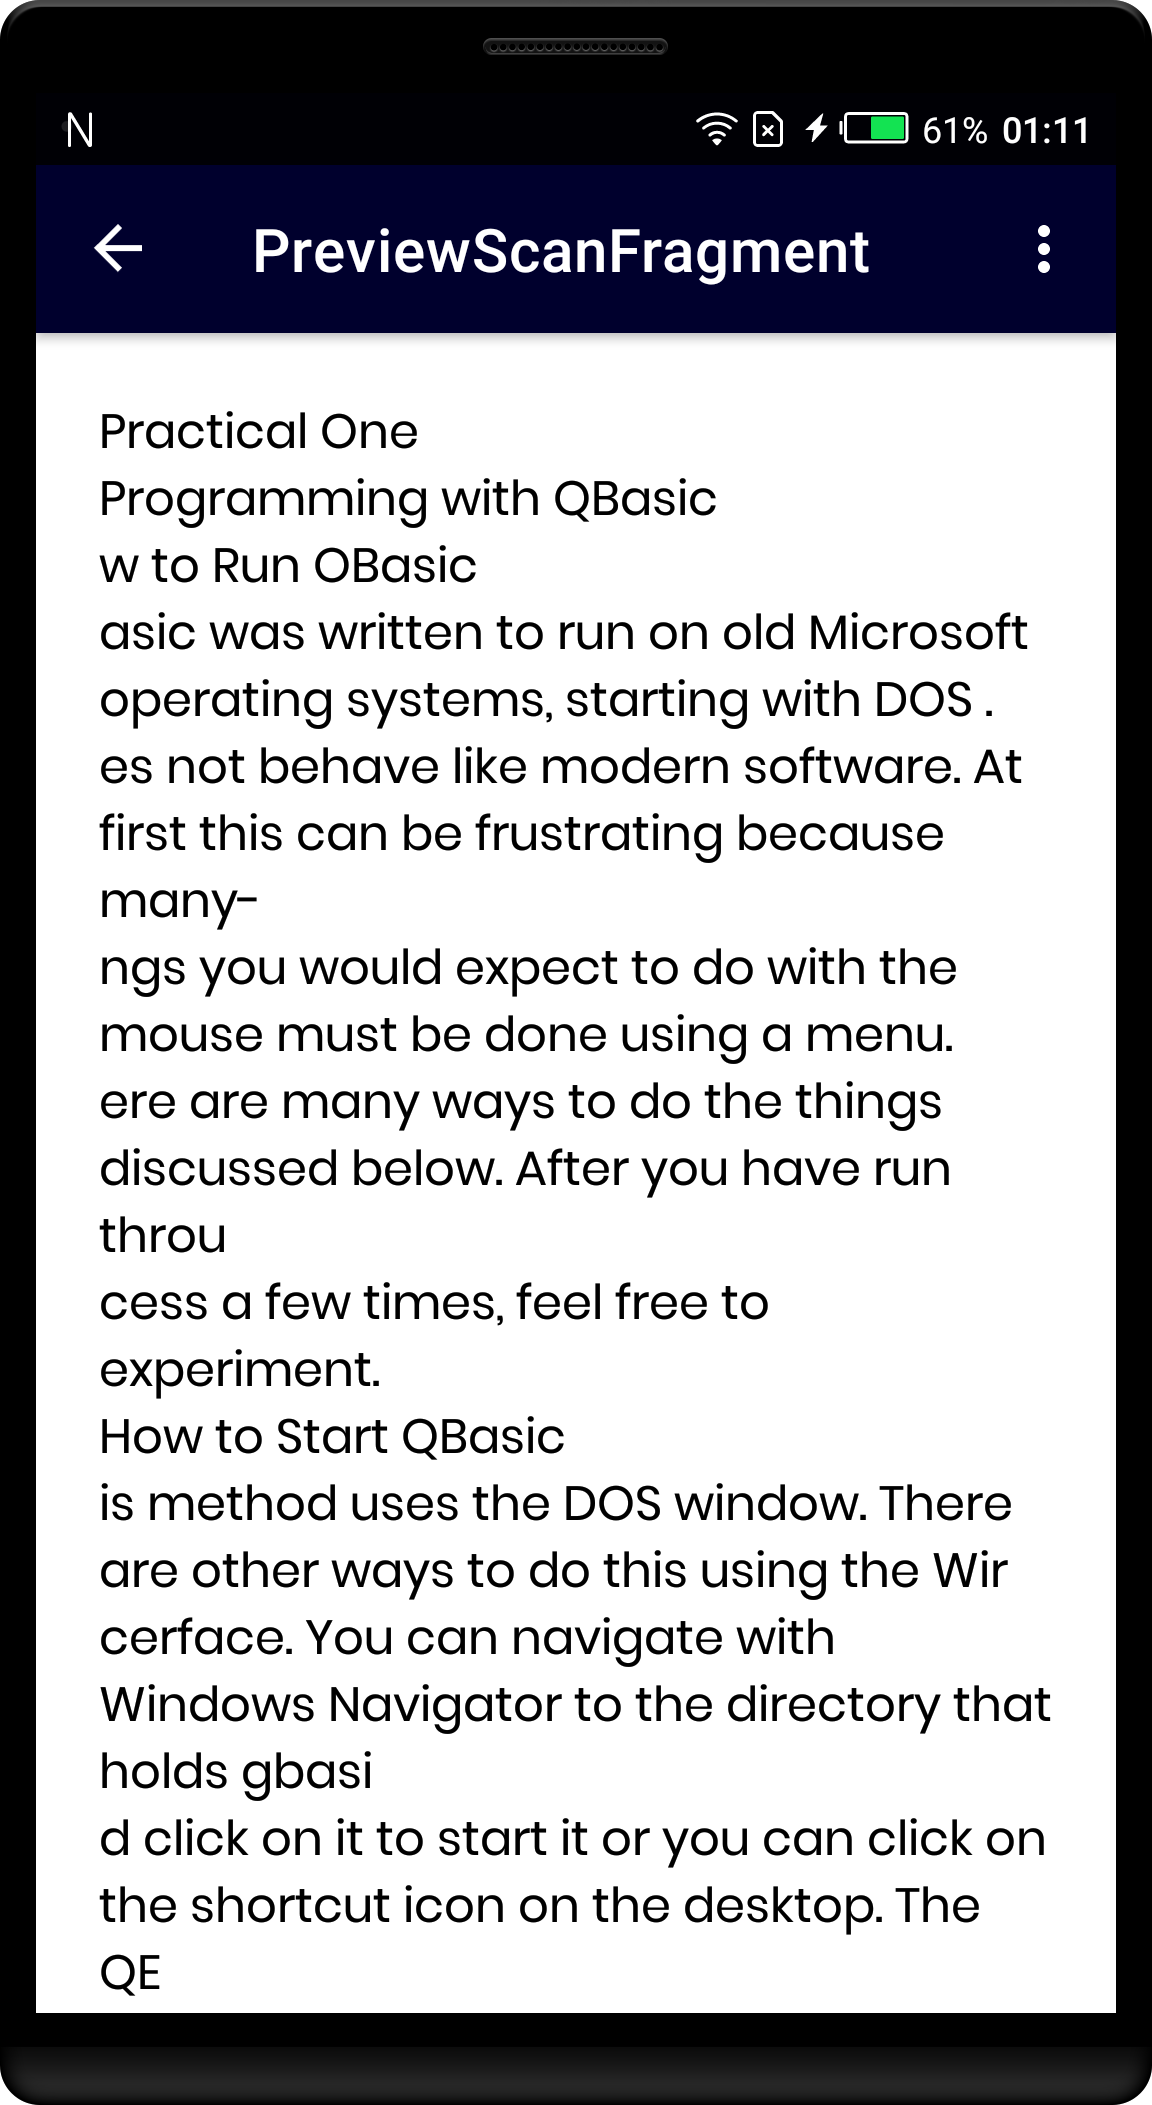 N
61% 01:11
PreviewScanFragment
Practical One
Programming with QBasic
w to Run OBasic
asic was written to run on old Microsoft
operating systems, starting with DOS .
es not behave like modern software. At
first this can be frustrating because
many-
ngs you would expect to do with the
mouse must be done using a menu.
ere are many ways to do the things
discussed below. After you have run
throu
cess a few times, feel free to
experiment.
How to Start QBasic
is method uses the DOS window. There
are other ways to do this using the Wir
cerface. You can navigate with
Windows Navigator to the directory that
holds gbasi
d click on it to start it or you can click on
the shortcut icon on the desktop. The
QE